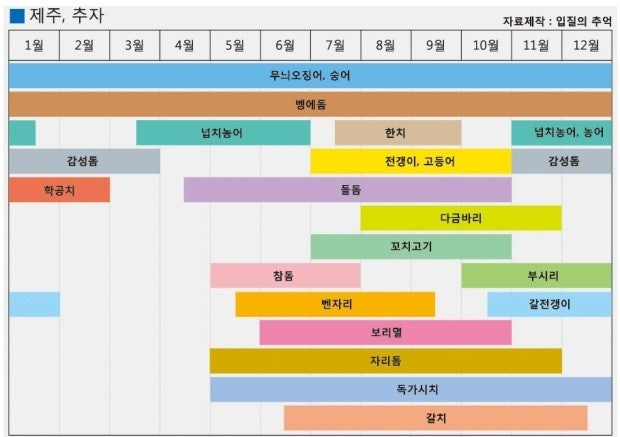 제주, 추자
자료제작 : 입질의 추억
1월 2월 3월 4월 5월 6월 7월 8월 9월 10월 11월 12월
무늬오징어, 숭어
벵에돔
넙치농어 한치 넙치농어, 농어
감성돔 전갱이, 고등어 감성돔
학공치 돌돔
다금바리
꼬치고기
참돔 부시리
벤자리 갈전갱이
보리멸
자리돔
독가시치
갈치